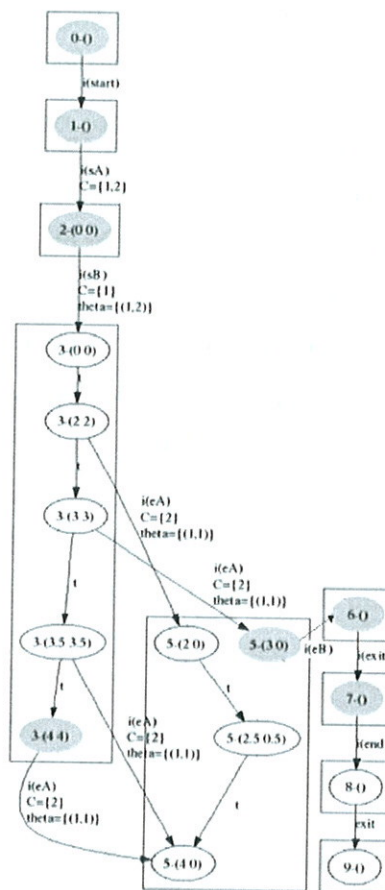 0-()
i(start)
1-()
i(sA)
C={1,2}
2-(0 0)
i(sB)
C={1}
theta={(1,2)}
3-(0 0)
t
3-(2 2)
t
i(eA)
C={2}
theta={(1,1)}
3-(3 3)
i(eA)
C={2}
theta={(1,1)}
t
6-()
3-(3.5 3.5)
5-(2 0)
5-(3 0)
i(eB)
i(exit
t
t
7-()
i(eA)
C={2}
theta={(1,1)}
3-(4 4)
5-(2.5 0.5)
i(end
i(eA)
C={2}
theta={(1,1)}
t
8-()
exit
5-(4 0)
9-()